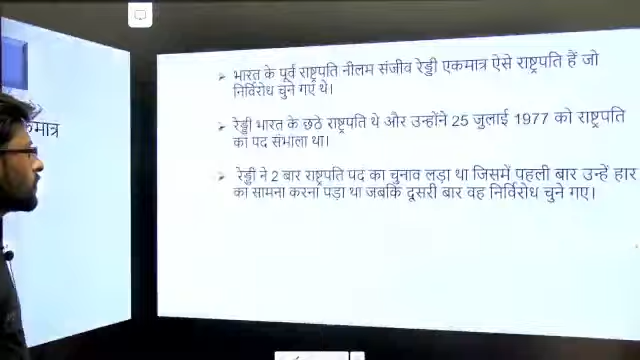 कमात्र
भारत के पूर्व राष्ट्रपति नीलम संजीव रेड्डी एकमात्र ऐसे राष्ट्रपति हैं जो
निर्विरोध चुने गए थे।
रेड्डी भारत के छठे राष्ट्रपति थे और उन्होंने 25 जुलाई 1977 को राष्ट्रपति
का पद संभाला था।
रेड्डी ने 2 बार राष्ट्रपति पद का चुनाव लड़ा था जिसमें पहली बार उन्हें हार
का सामना करना पड़ा था जबकि दूसरी बार वह निर्विरोध चुने गए।